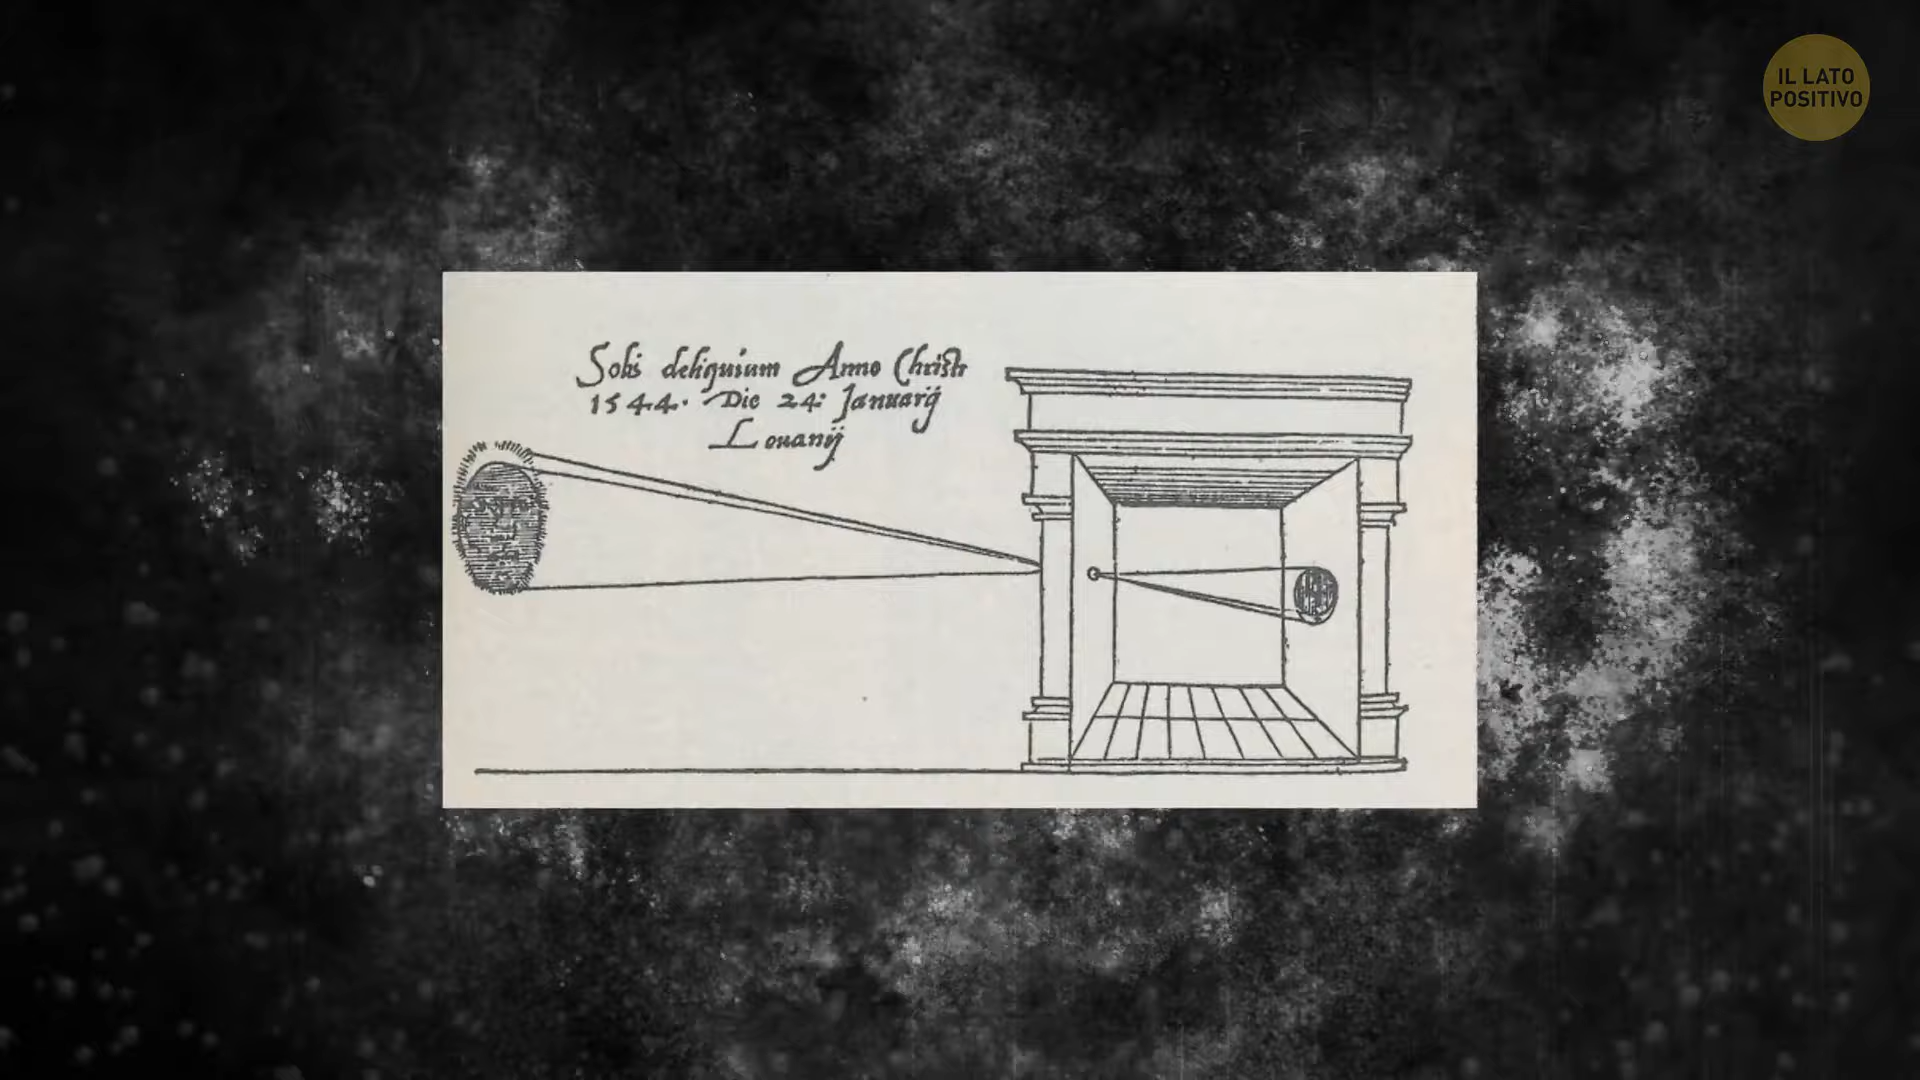 IL LATO
POSITIVO
Solis deliquium Anno Christi
1544. Die 24: Januarij
Louanij